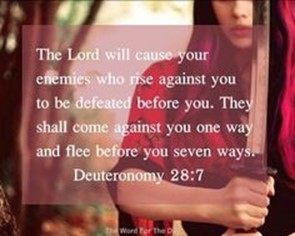 The Lord will cause your
enemies who rise against you
to be defeated before you. They
shall come against you one way
and flee before you seven ways.
Deuteronomy 28:7
The Word For The D